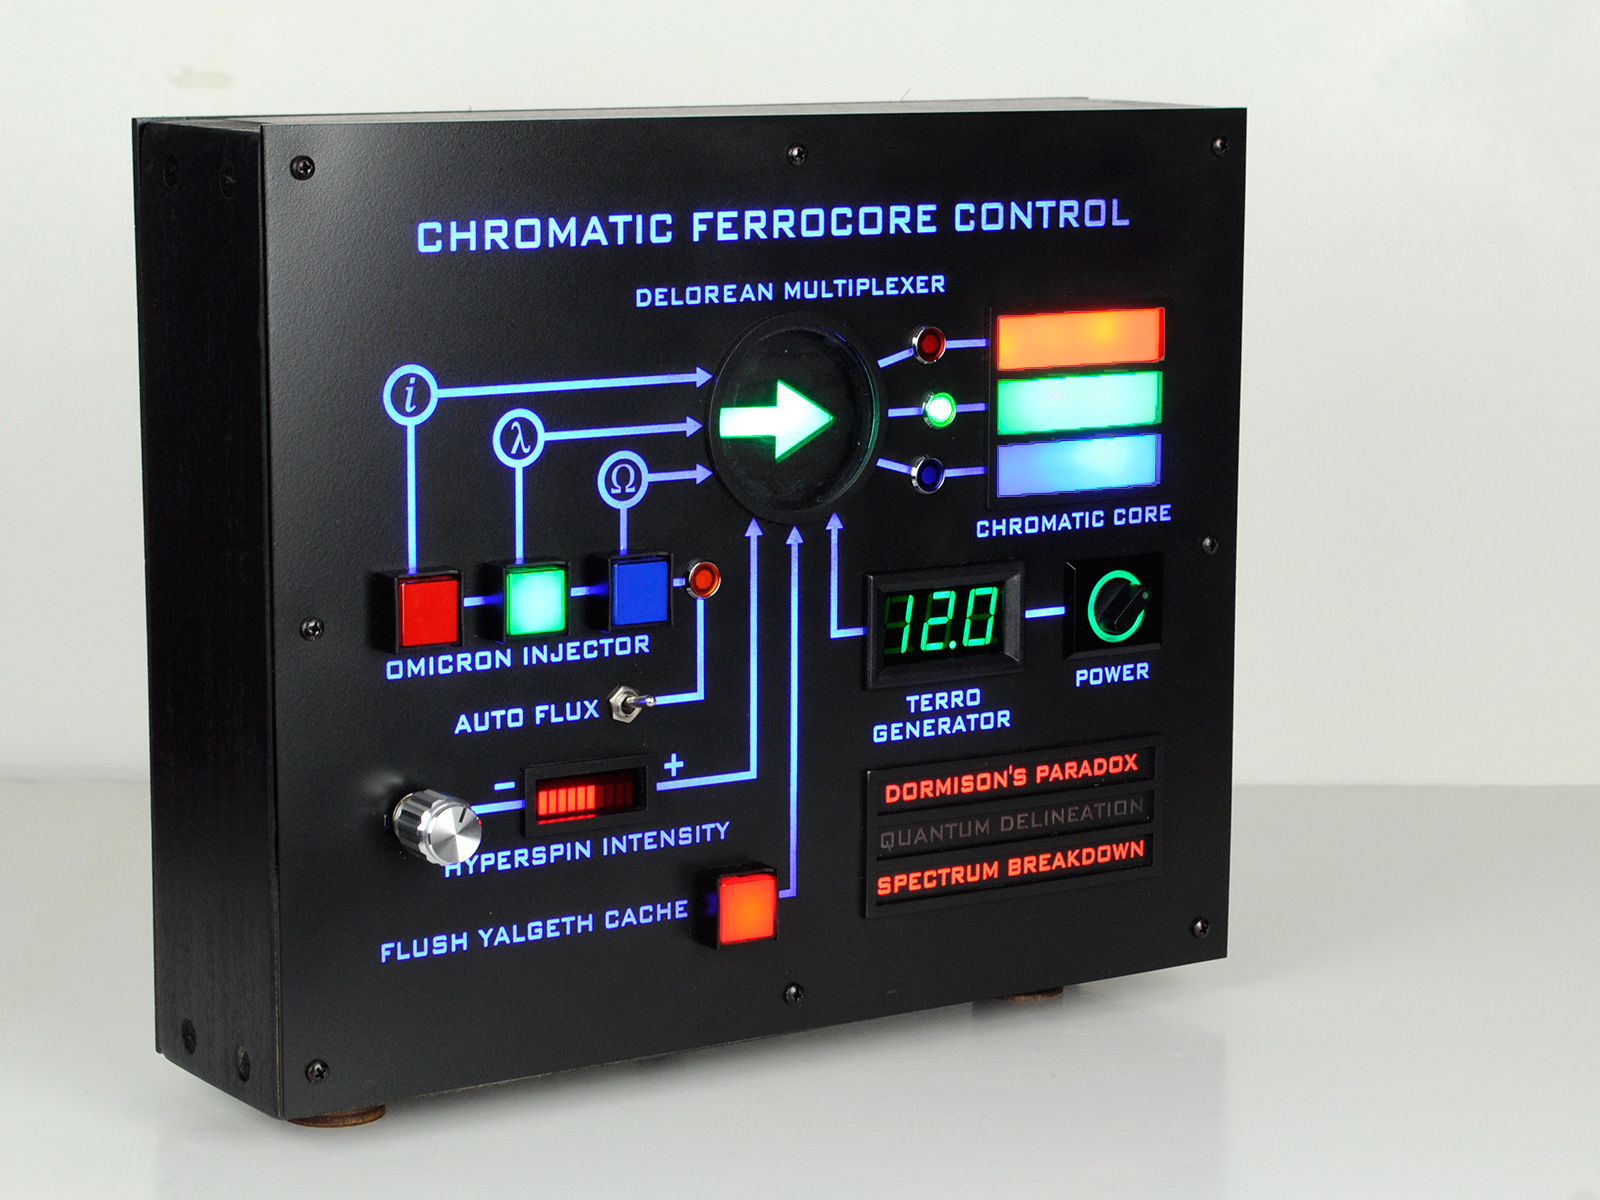 CHROMATIC FERROCORE CONTROL
DELOREAN MULTIPLEXER
i
λ
Ω
CHROMATIC CORE
OMICRON INJECTOR
12.0
POWER
TERRO
GENERATOR
AUTO FLUX
- +
HYPERSPIN INTENSITY
DORMISON'S PARADOX
QUANTUM DELINEATION
SPECTRUM BREAKDOWN
FLUSH YALGETH CACHE